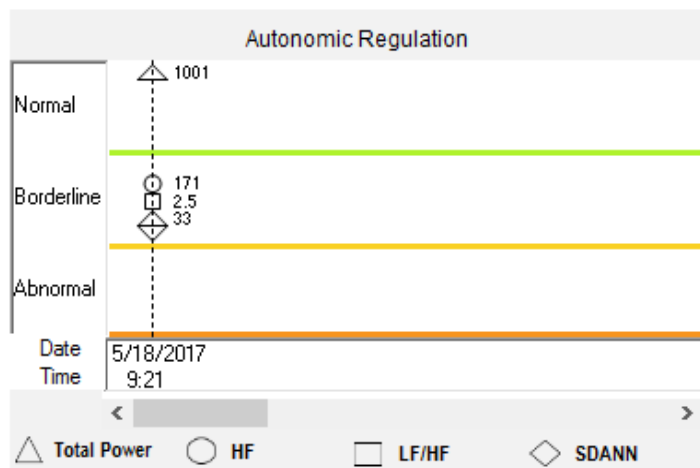 Autonomic Regulation
1001
Normal
171
Borderline
2.5
33
Abnormal
Date 5/18/2017
Time 9:21
Total Power HF LF/HF SDANN